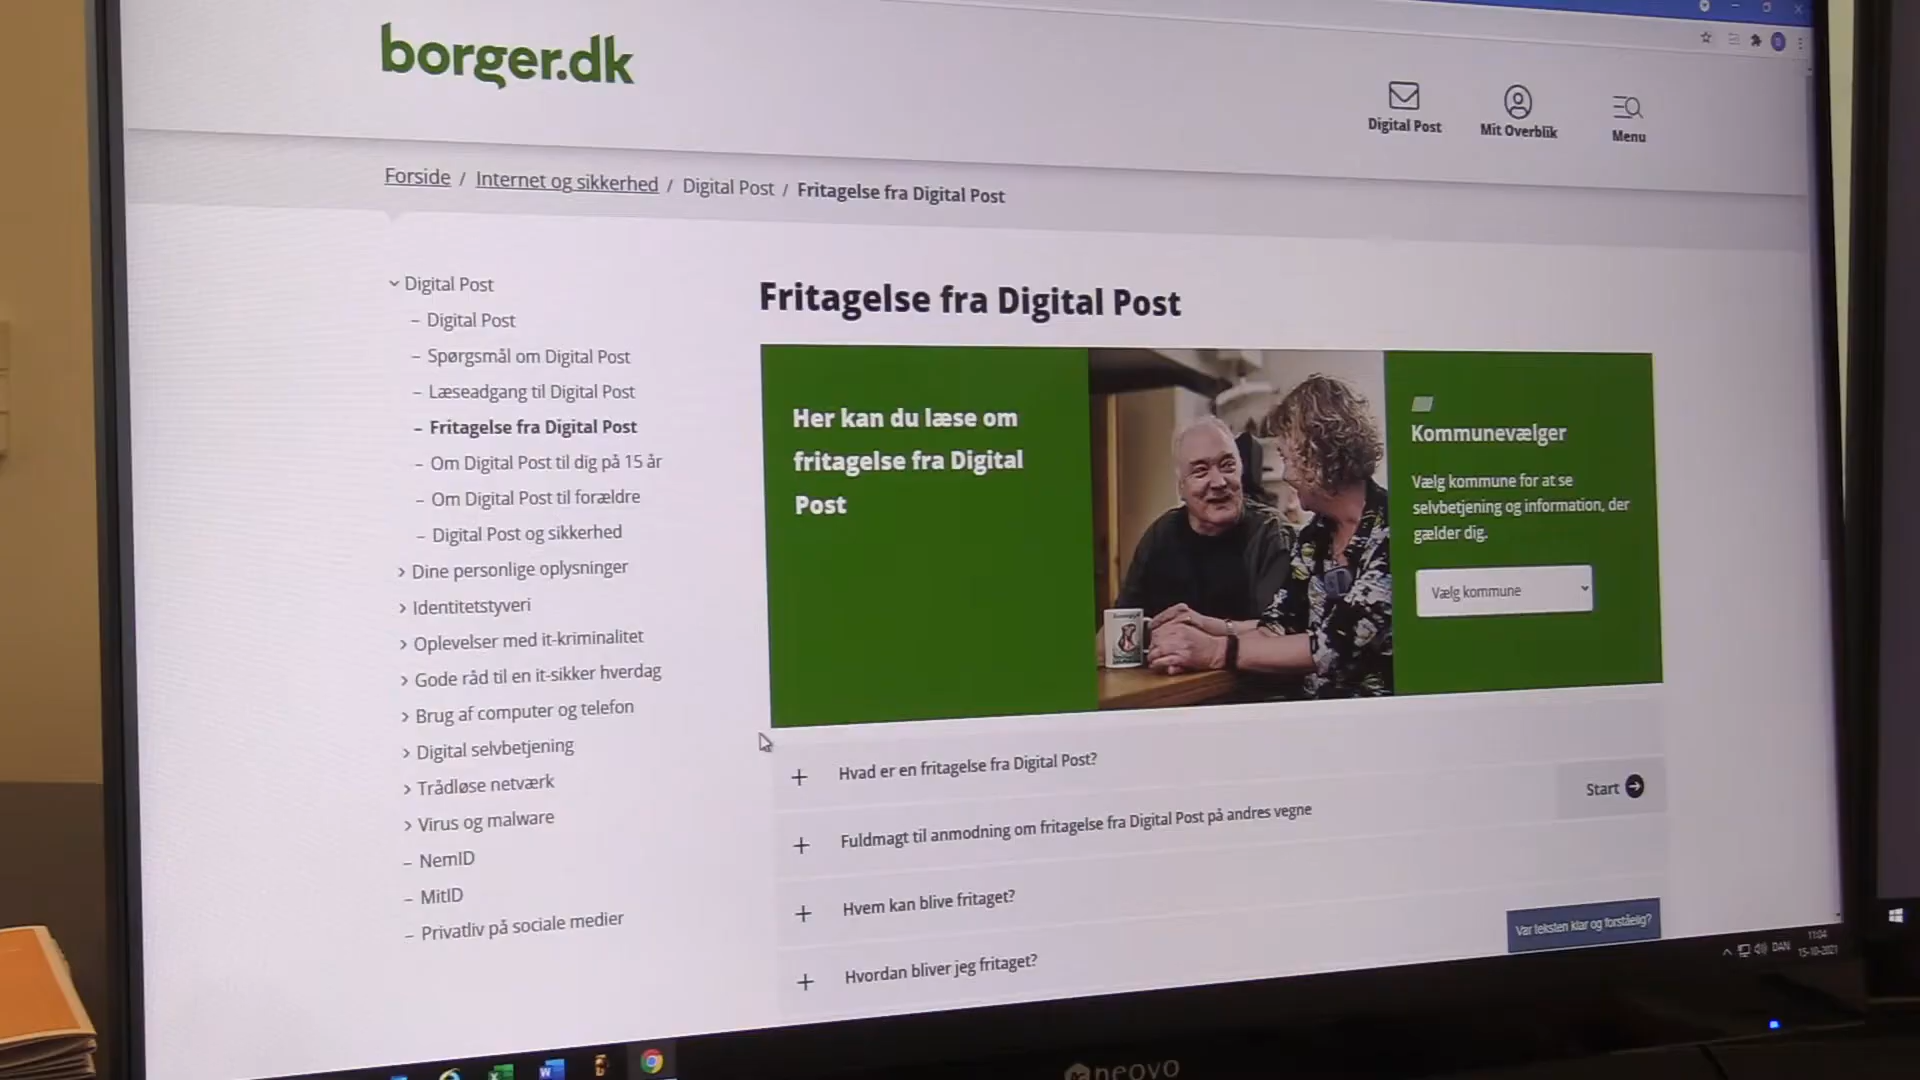 borger.dk
Digital Post
Mit Overblik
Menu
Forside / Internet og sikkerhed / Digital Post / Fritagelse fra Digital Post
Digital Post
– Digital Post
– Spørgsmål om Digital Post
– Læseadgang til Digital Post
– Fritagelse fra Digital Post
– Om Digital Post til dig på 15 år
– Om Digital Post til forældre
– Digital Post og sikkerhed
> Dine personlige oplysninger
> Identitetstyveri
> Oplevelser med it-kriminalitet
> Gode råd til en it-sikker hverdag
> Brug af computer og telefon
> Digital selvbetjening
> Trådløse netværk
> Virus og malware
– NemID
– MitID
– Privatliv på sociale medier
Fritagelse fra Digital Post
Her kan du læse om
fritagelse fra Digital
Post
Kommunevælger
Vælg kommune for at se
selvbetjening og information, der
gælder dig.
Vælg kommune
+ Hvad er en fritagelse fra Digital Post?
+ Fuldmagt til anmodning om fritagelse fra Digital Post på andres vegne
Start
+ Hvem kan blive fritaget?
+ Hvordan bliver jeg fritaget?
Var teksten klar og forståelig?
DAN
11:04
15-10-2021
neovo